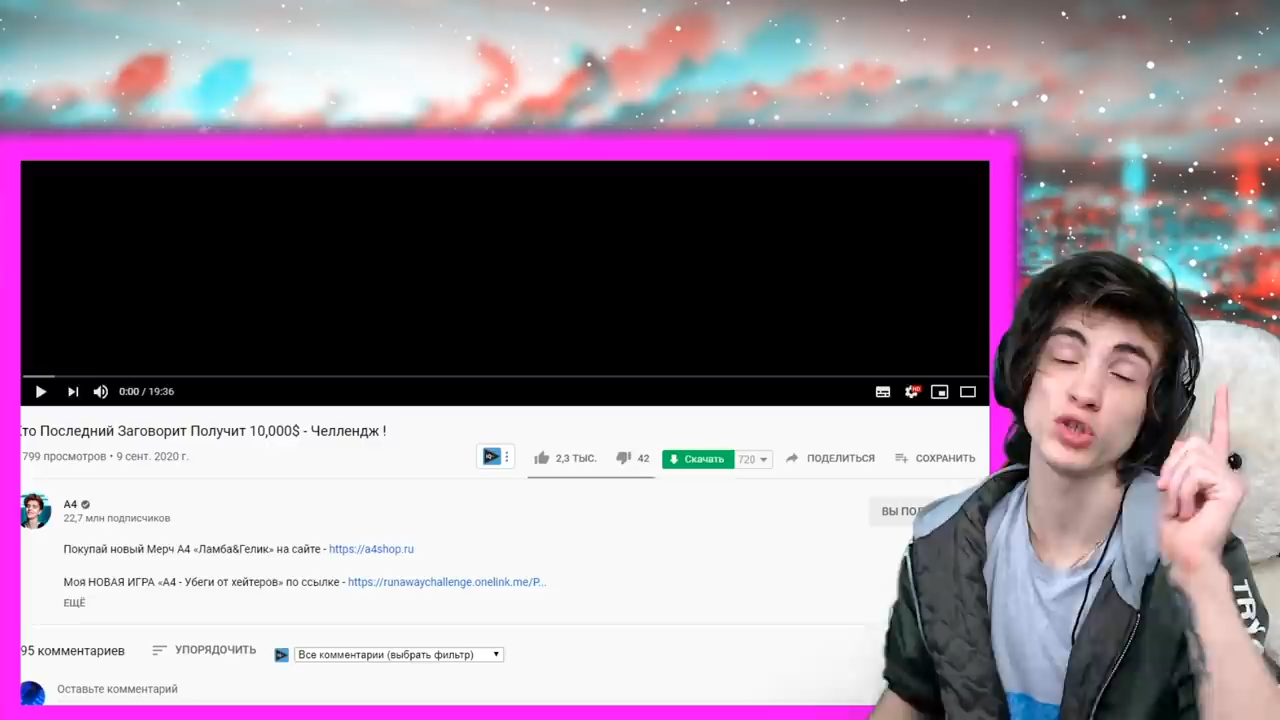 0:00 / 19:36
то Последний Заговорит Получит 10,000$ - Челлендж !
799 просмотров • 9 сент. 2020 г.
2,3 ТЫС. 42 Скачать 720 ПОДЕЛИТЬСЯ СОХРАНИТЬ
A4
22,7 млн подписчиков
ВЫ ПОД
Покупай новый Мерч А4 «Ламба&Гелик» на сайте - https://a4shop.ru
Моя НОВАЯ ИГРА «А4 - Убеги от хейтеров» по ссылке - https://runawaychallenge.onelink.me/P...
ЕЩЁ
95 комментариев УПОРЯДОЧИТЬ Все комментарии (выбрать фильтр)
Оставьте комментарий
TRY